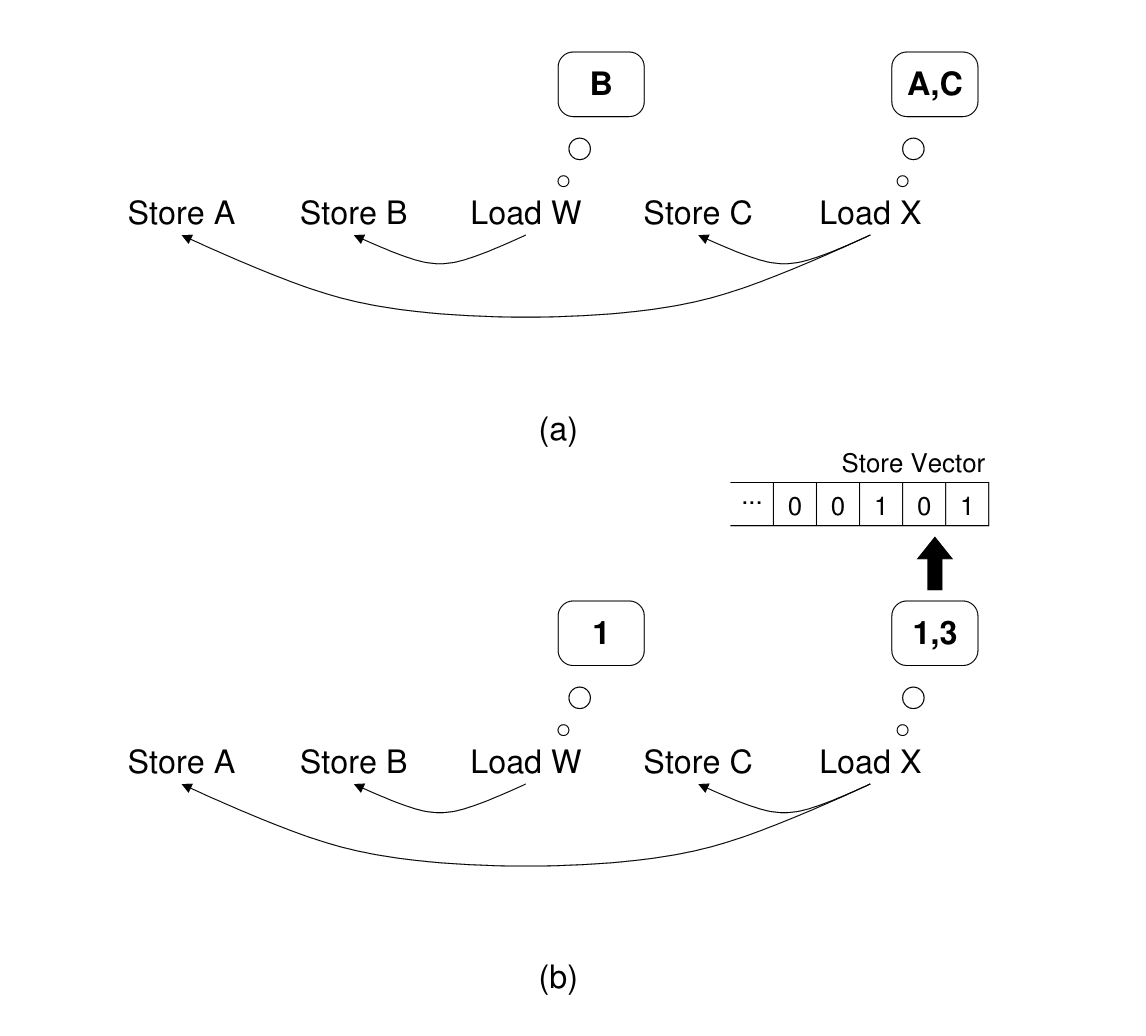 B A,C
Store A Store B Load W Store C Load X
(a)
Store Vector
... 0 0 1 0 1
1 1,3
Store A Store B Load W Store C Load X
(b)